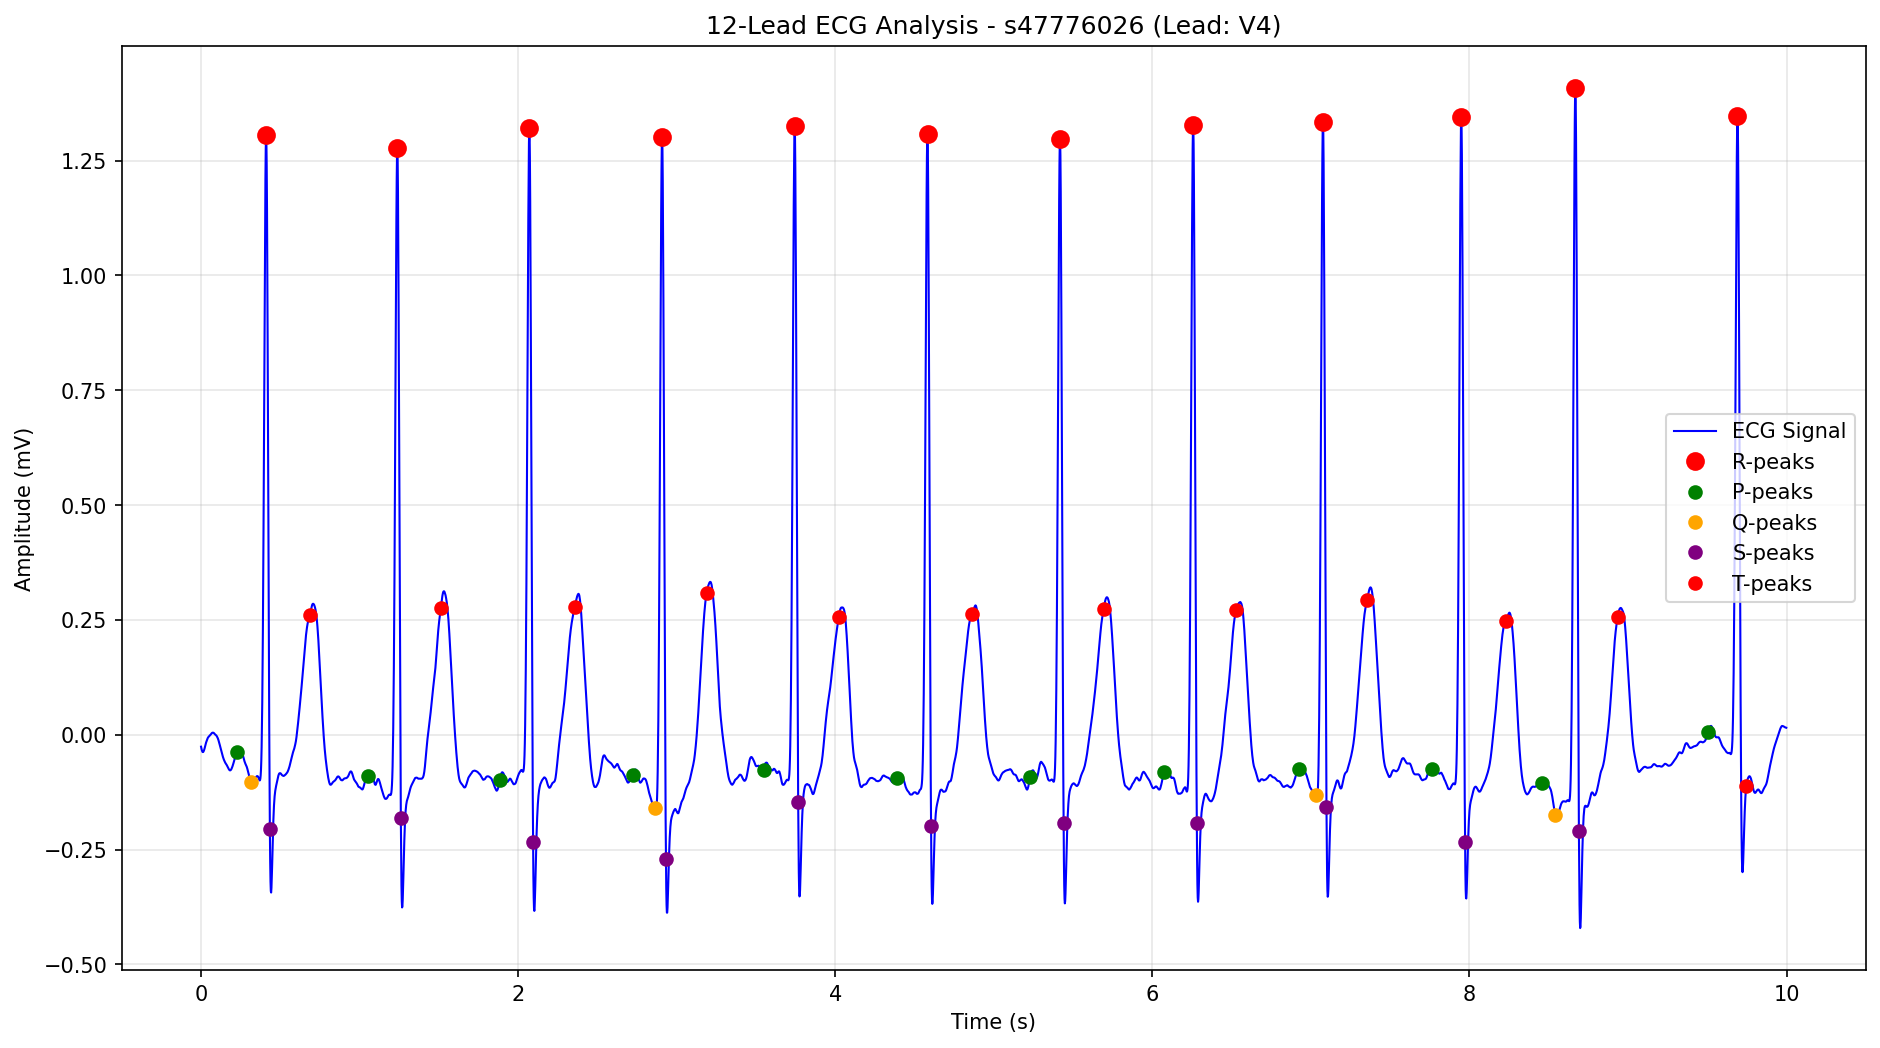 12-Lead ECG Analysis - s47776026 (Lead: V4)
Amplitude (mV)
1.25
1.00
0.75
0.50
0.25
0.00
−0.25
−0.50
ECG Signal
R-peaks
P-peaks
Q-peaks
S-peaks
T-peaks
0 2 4 6 8 10
Time (s)